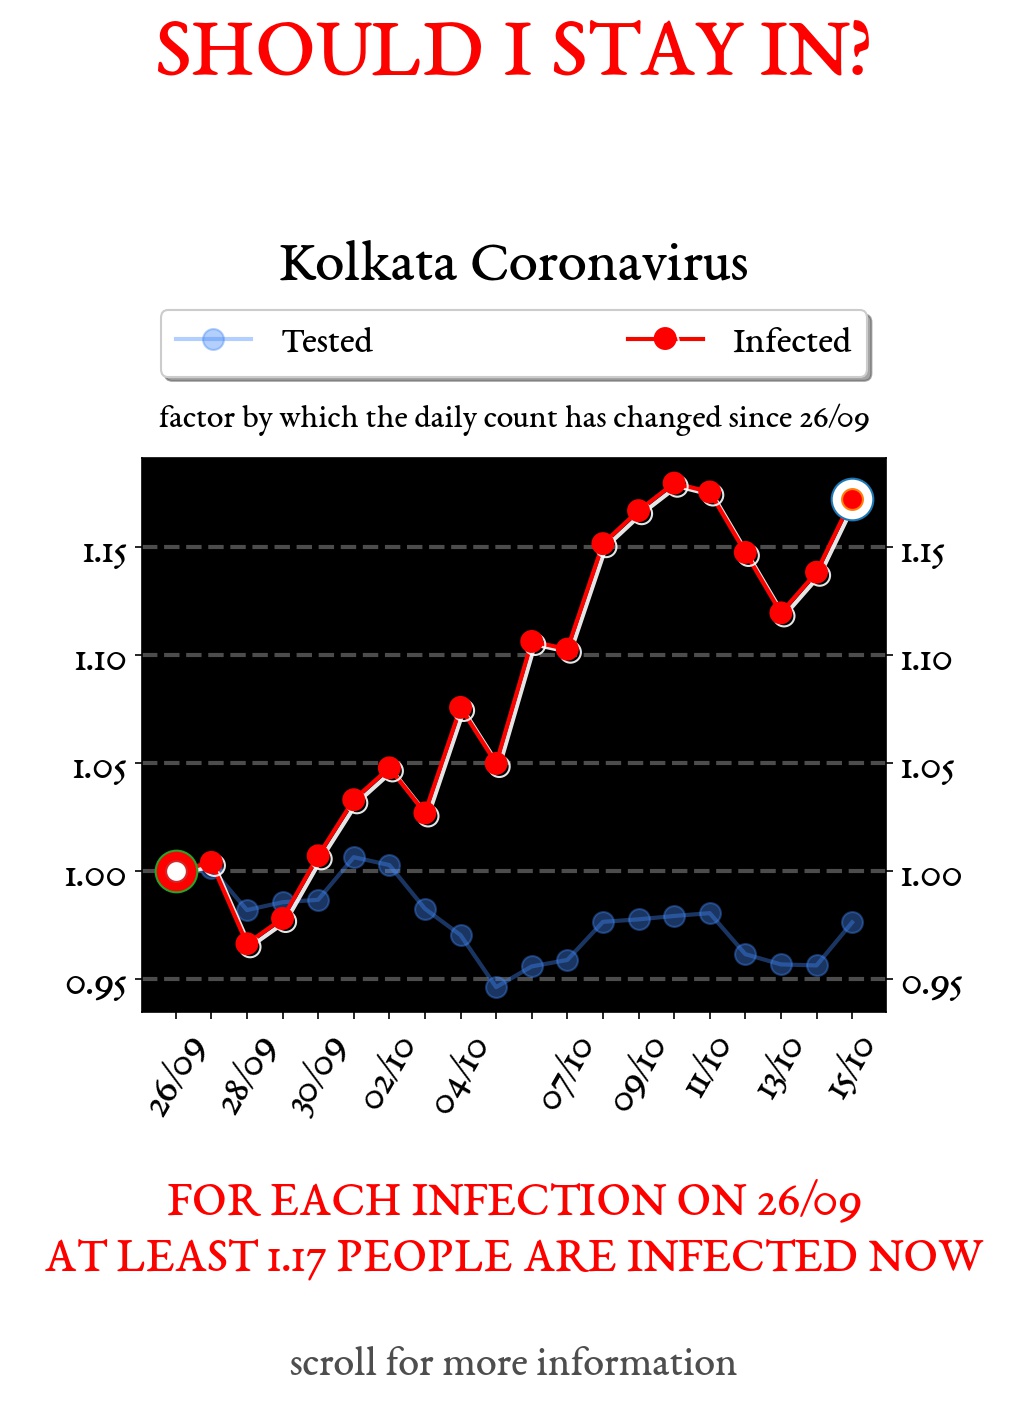 SHOULD I STAY IN?
Kolkata Coronavirus
Tested Infected
factor by which the daily count has changed since 26/09
1.15 1.15
1.10 1.10
1.05 1.05
1.00 1.00
0.95 0.95
26/09 28/09 30/09 02/10 04/10 07/10 09/10 11/10 13/10 15/10
FOR EACH INFECTION ON 26/09
AT LEAST 1.17 PEOPLE ARE INFECTED NOW
scroll for more information